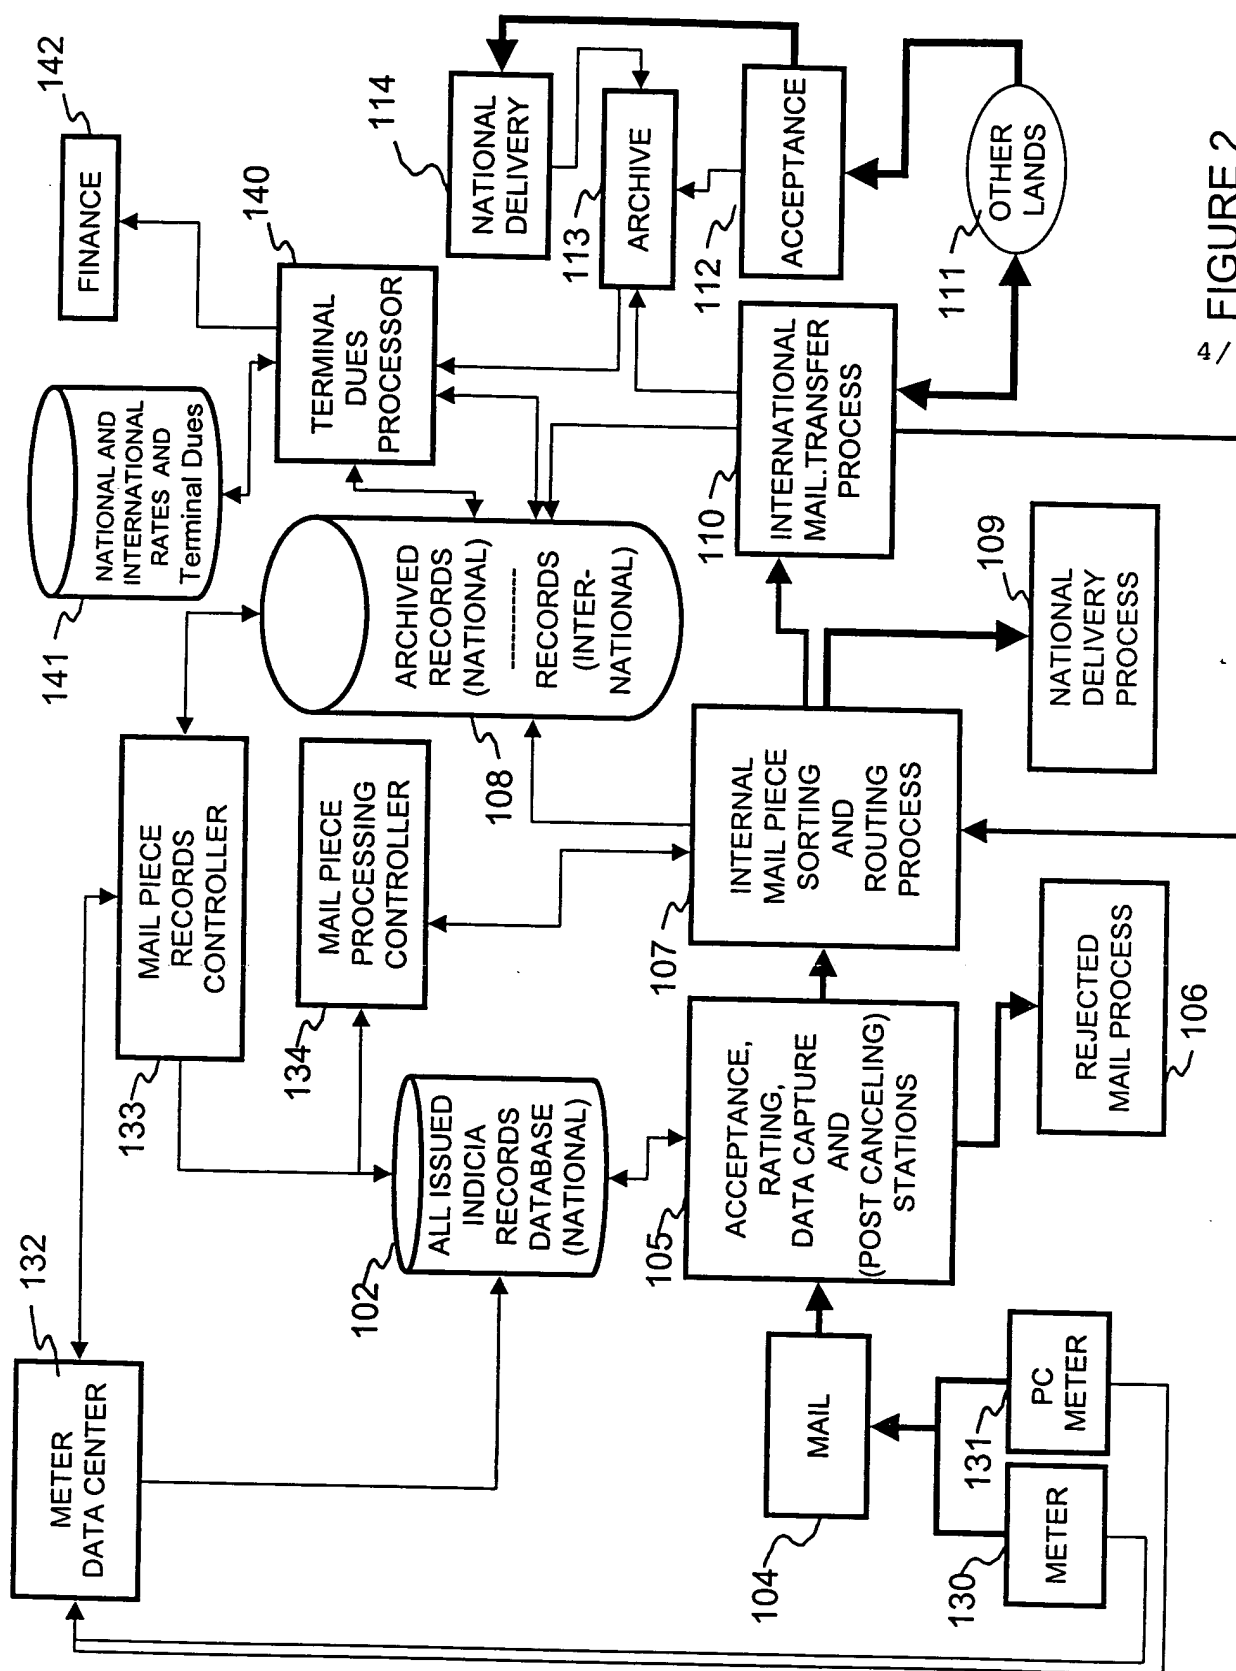 132
METER
DATA CENTER
133
MAIL PIECE
RECORDS
CONTROLLER
141
NATIONAL AND
INTERNATIONAL
RATES AND
Terminal Dues
142
FINANCE
134
MAIL PIECE
PROCESSING
CONTROLLER
108
ARCHIVED
RECORDS
(NATIONAL)
---------
RECORDS
(INTER-
NATIONAL)
140
TERMINAL
DUES
PROCESSOR
114
NATIONAL
DELIVERY
102
ALL ISSUED
INDICIA
RECORDS
DATABASE
(NATIONAL)
113
ARCHIVE
104
MAIL
105
ACCEPTANCE,
RATING,
DATA CAPTURE
AND
(POST CANCELING)
STATIONS
107
INTERNAL
MAIL PIECE
SORTING
AND
ROUTING
PROCESS
110
INTERNATIONAL
MAIL.TRANSFER
PROCESS
112
ACCEPTANCE
130
METER
131
PC
METER
106
REJECTED
MAIL PROCESS
109
NATIONAL
DELIVERY
PROCESS
111
OTHER
LANDS
FIGURE 2
4/